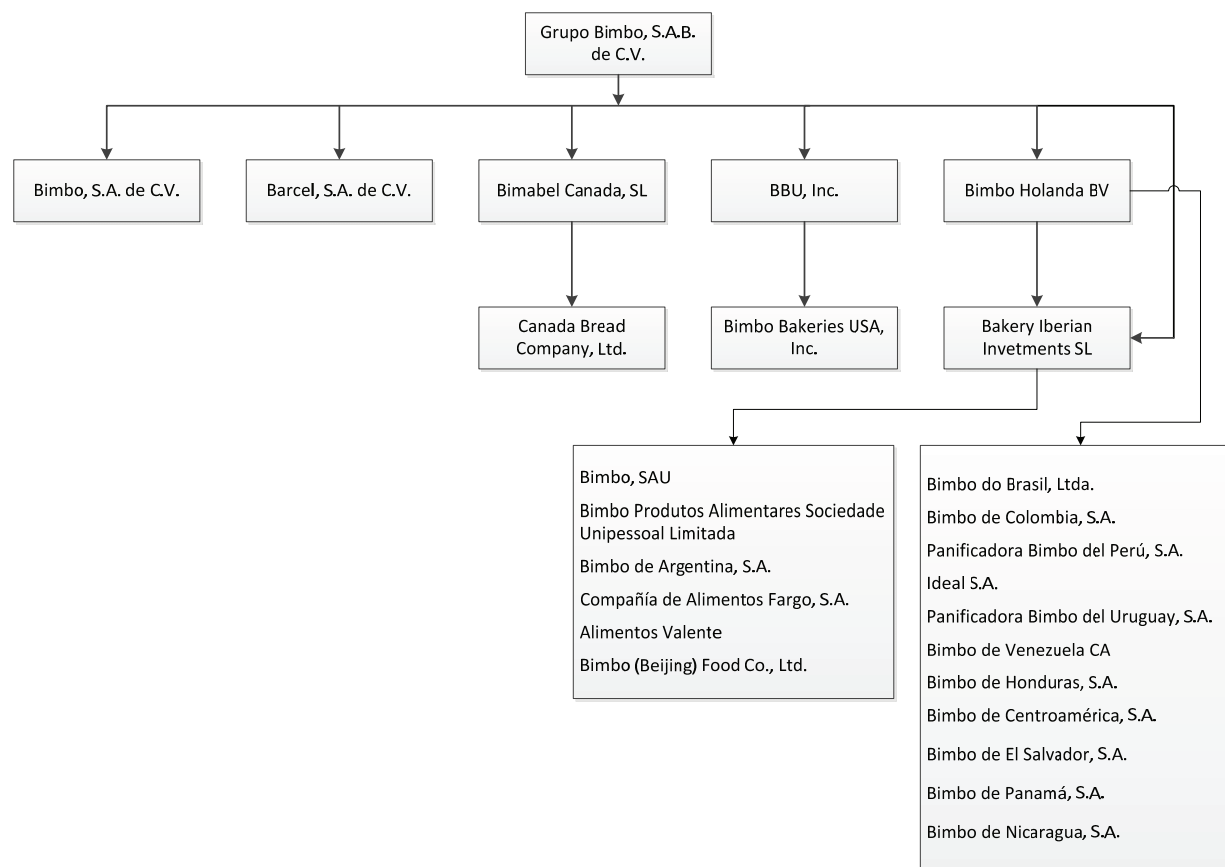 Grupo Bimbo, S.A.B.
de C.V.
Bimbo, S.A. de C.V.
Barcel, S.A. de C.V.
Bimabel Canada, SL
BBU, Inc.
Bimbo Holanda BV
Canada Bread
Company, Ltd.
Bimbo Bakeries USA,
Inc.
Bakery Iberian
Invetments SL
Bimbo, SAU
Bimbo Produtos Alimentares Sociedade
Unipessoal Limitada
Bimbo de Argentina, S.A.
Compañía de Alimentos Fargo, S.A.
Alimentos Valente
Bimbo (Beijing) Food Co., Ltd.
Bimbo do Brasil, Ltda.
Bimbo de Colombia, S.A.
Panificadora Bimbo del Perú, S.A.
Ideal S.A.
Panificadora Bimbo del Uruguay, S.A.
Bimbo de Venezuela CA
Bimbo de Honduras, S.A.
Bimbo de Centroamérica, S.A.
Bimbo de El Salvador, S.A.
Bimbo de Panamá, S.A.
Bimbo de Nicaragua, S.A.